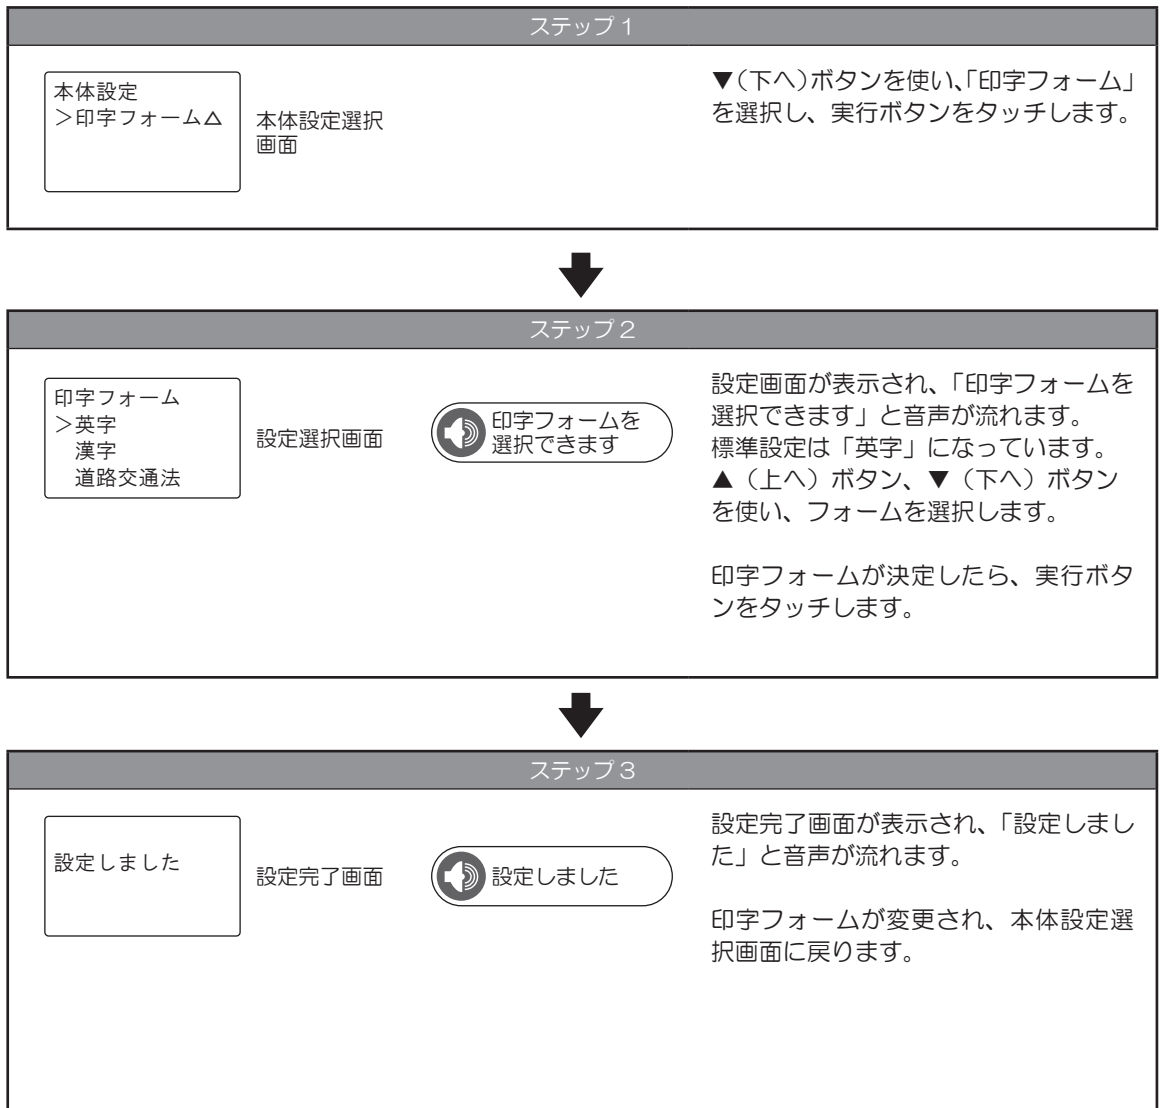 ステップ1
本体設定
>印字フォーム△
本体設定選択
画面
▼(下へ)ボタンを使い、「印字フォーム」
を選択し、実行ボタンをタッチします。
ステップ2
印字フォーム
>英字
漢字
道路交通法
設定選択画面
印字フォームを
選択できます
設定画面が表示され、「印字フォームを
選択できます」と音声が流れます。
標準設定は「英字」になっています。
▲(上へ)ボタン、▼(下へ)ボタン
を使い、フォームを選択します。
印字フォームが決定したら、実行ボタ
ンをタッチします。
ステップ3
設定しました
設定完了画面
設定しました
設定完了画面が表示され、「設定しまし
た」と音声が流れます。
印字フォームが変更され、本体設定選
択画面に戻ります。